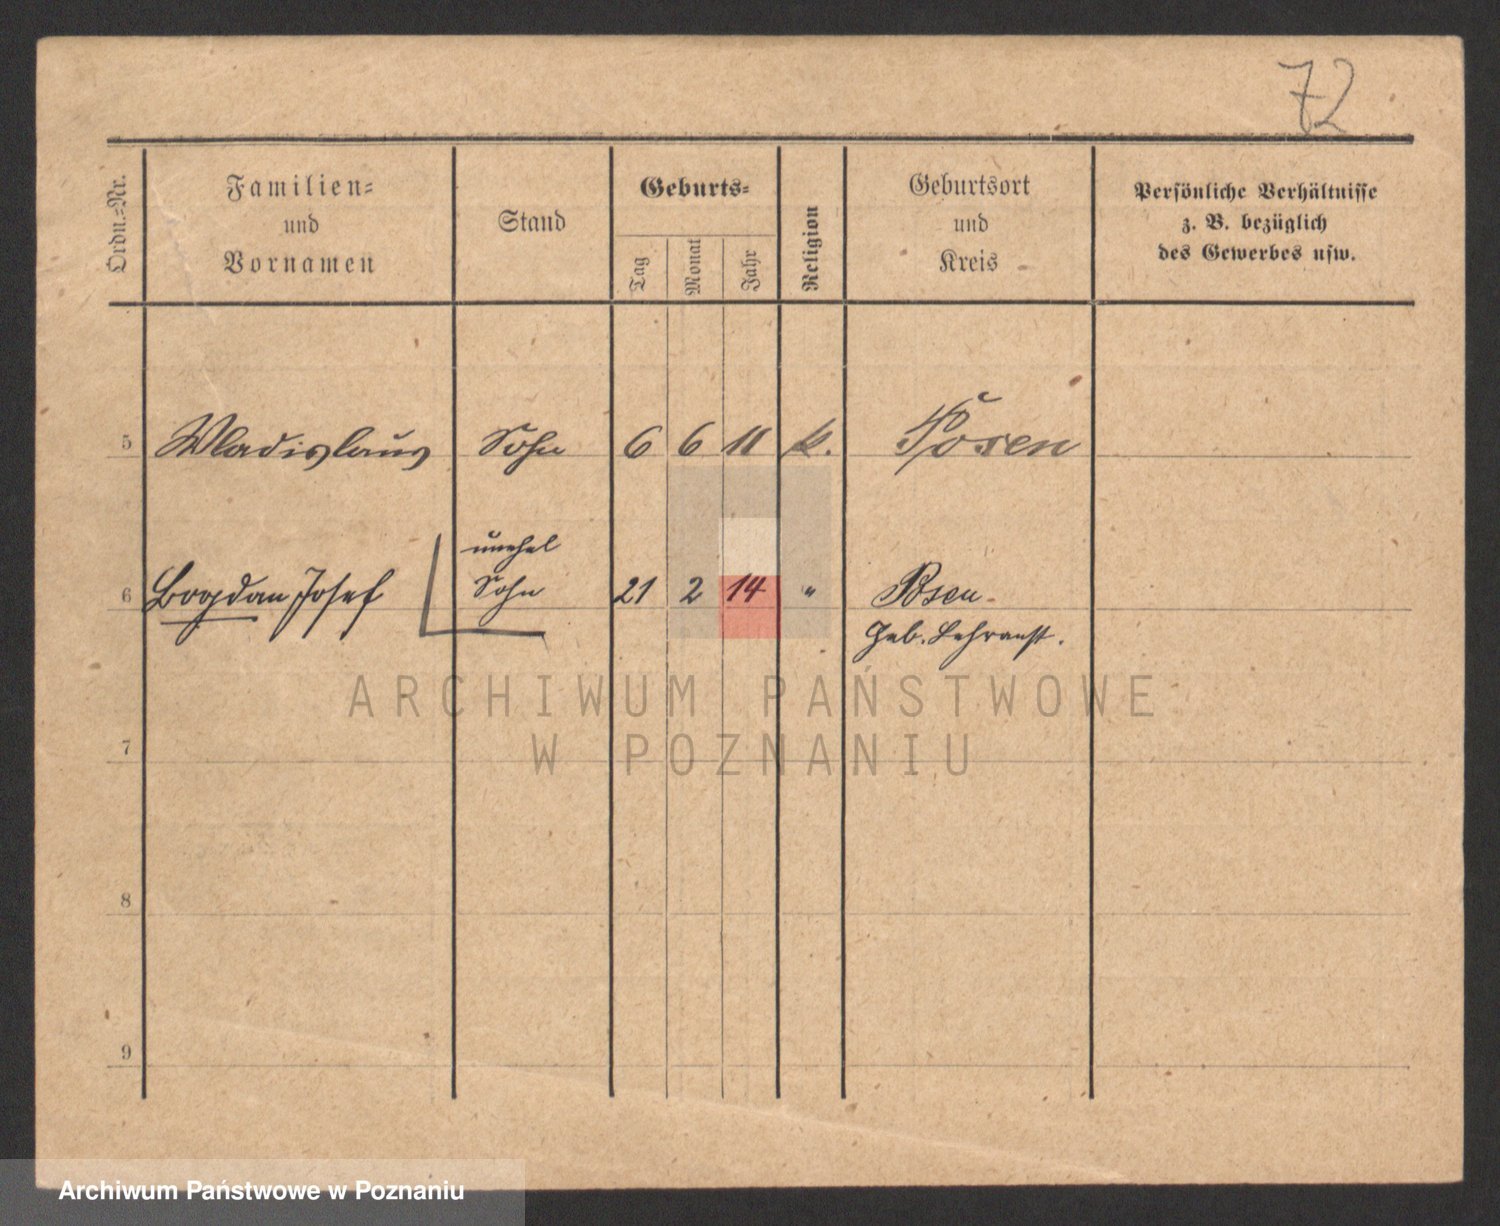 72
Ordn.-Nr.
Familien-
und
Vornamen
Stand
Geburts-
Tag
Monat
Jahr
Religion
Geburtsort
und
Kreis
Persönliche Verhältnisse
z. B. bezüglich
des Gewerbes usw.
5 Wladislaus Sohn 6 6 11 k. Posen
unehel
6 Bogdan Josef Sohn 21 2 14 " Posen
Geb. Lehranst.
ARCHIWUM PAŃSTWOWE
W POZNANIU
7
8
9
Archiwum Państwowe w Poznaniu